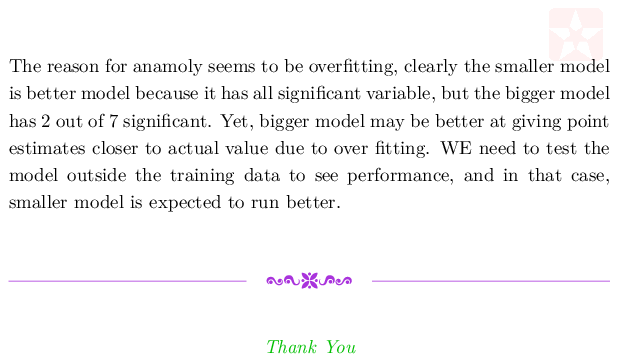 The reason for anamoly seems to be overfitting, clearly the smaller model
is better model because it has all significant variable, but the bigger model
has 2 out of 7 significant. Yet, bigger model may be better at giving point
estimates closer to actual value due to over fitting. WE need to test the
model outside the training data to see performance, and in that case,
smaller model is expected to run better.
Thank You